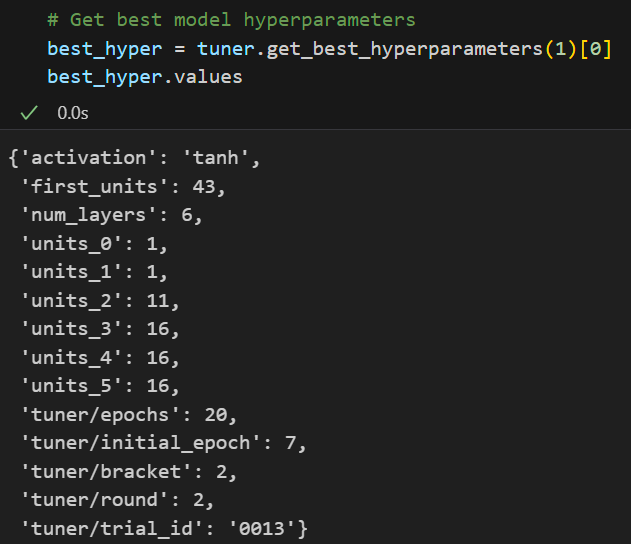 # Get best model hyperparameters
best_hyper = tuner.get_best_hyperparameters(1)[0]
best_hyper.values
0.0s
{'activation': 'tanh',
'first_units': 43,
'num_layers': 6,
'units_0': 1,
'units_1': 1,
'units_2': 11,
'units_3': 16,
'units_4': 16,
'units_5': 16,
'tuner/epochs': 20,
'tuner/initial_epoch': 7,
'tuner/bracket': 2,
'tuner/round': 2,
'tuner/trial_id': '0013'}